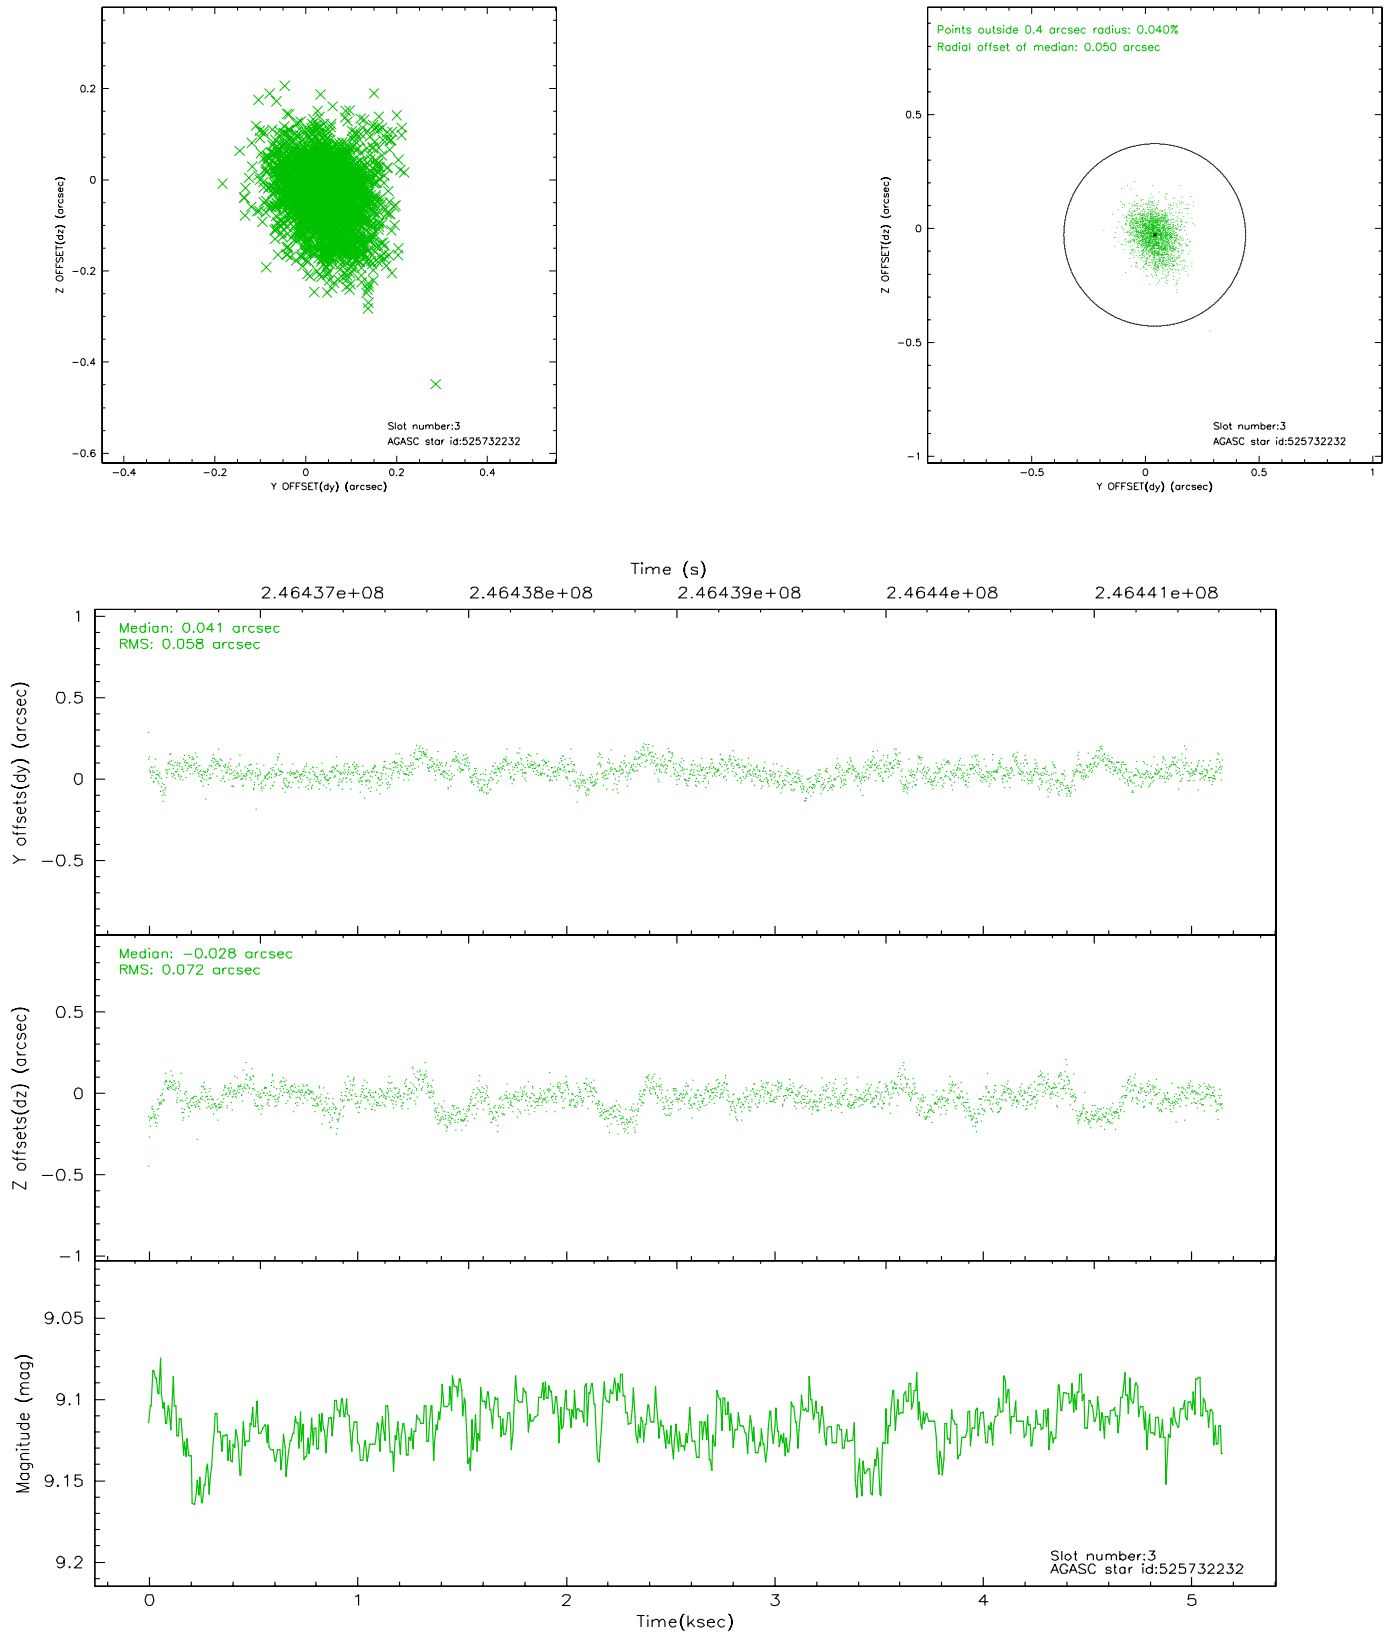 Z OFFSET(dz) (arcsec)
0.2
0
−0.2
−0.4
−0.6
−0.4
−0.2
0
0.2
0.4
Y OFFSET(dy) (arcsec)
Slot number:3
AGASC star id:525732232
Points outside 0.4 arcsec radius: 0.040%
Radial offset of median: 0.050 arcsec
Z OFFSET(dz) (arcsec)
0.5
0
−0.5
−1
−0.5
0
0.5
1
Y OFFSET(dy) (arcsec)
Slot number:3
AGASC star id:525732232
Time (s)
2.46437e+08
2.46438e+08
2.46439e+08
2.4644e+08
2.46441e+08
Y offsets(dy) (arcsec)
1
0.5
0
−0.5
Median: 0.041 arcsec
RMS: 0.058 arcsec
Z offsets(dz) (arcsec)
0.5
0
−0.5
−1
Median: −0.028 arcsec
RMS: 0.072 arcsec
Magnitude (mag)
9.05
9.1
9.15
9.2
Slot number:3
AGASC star id:525732232
0
1
2
3
4
5
Time(ksec)